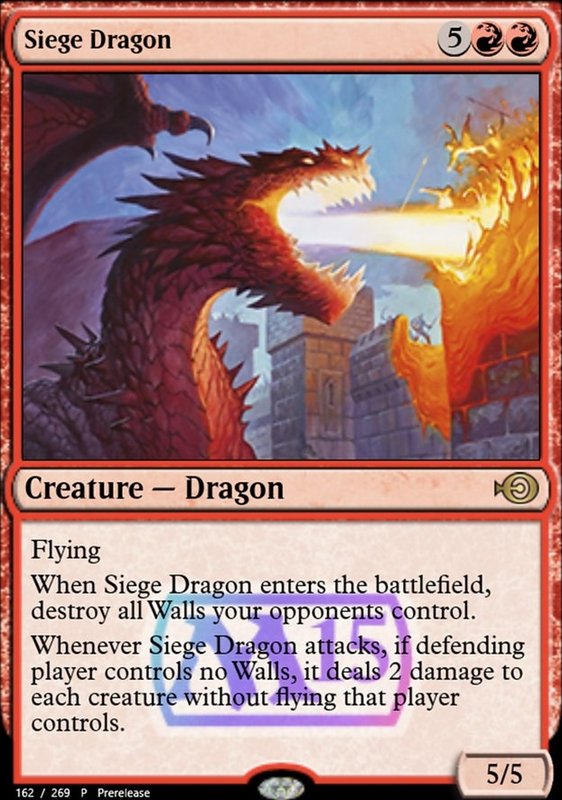 Siege Dragon 5
Creature — Dragon
Flying
When Siege Dragon enters the battlefield,
destroy all Walls your opponents control.
Whenever Siege Dragon attacks, if defending
player controls no Walls, it deals 2 damage to
each creature without flying that player
controls.
M15
5/5
162 / 269 P Prerelease